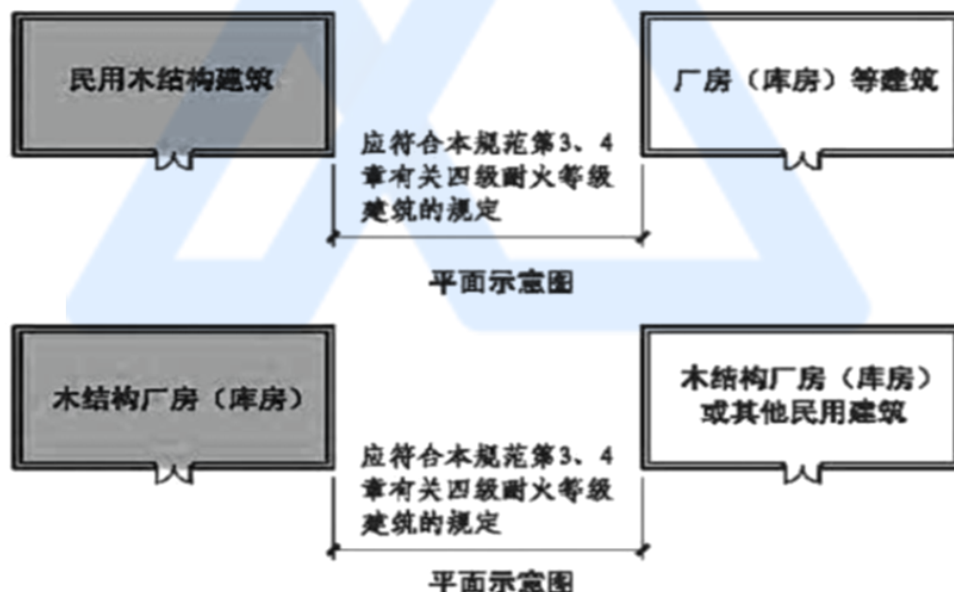 民用木结构建筑
厂房（库房）等建筑
应符合本规范第3、4
章有关四级耐火等级
建筑的规定
平面示意图
木结构厂房（库房）
木结构厂房（库房）
或其他民用建筑
应符合本规范第3、4
章有关四级耐火等级
建筑的规定
平面示意图